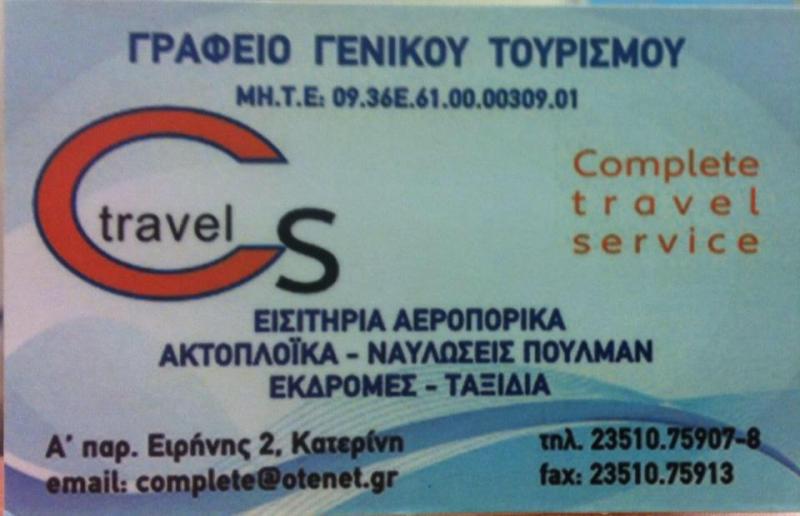 ΓΡΑΦΕΙΟ ΓΕΝΙΚΟΥ ΤΟΥΡΙΣΜΟΥ
ΜΗ.Τ.Ε: 09.36Ε.61.00.00309.01
C travel S
Complete
travel
service
ΕΙΣΙΤΗΡΙΑ ΑΕΡΟΠΟΡΙΚΑ
ΑΚΤΟΠΛΟΪΚΑ - ΝΑΥΛΩΣΕΙΣ ΠΟΥΛΜΑΝ
ΕΚΔΡΟΜΕΣ - ΤΑΞΙΔΙΑ
Α' παρ. Ειρήνης 2, Κατερίνη
τηλ. 23510.75907-8
email: complete@otenet.gr
fax: 23510.75913